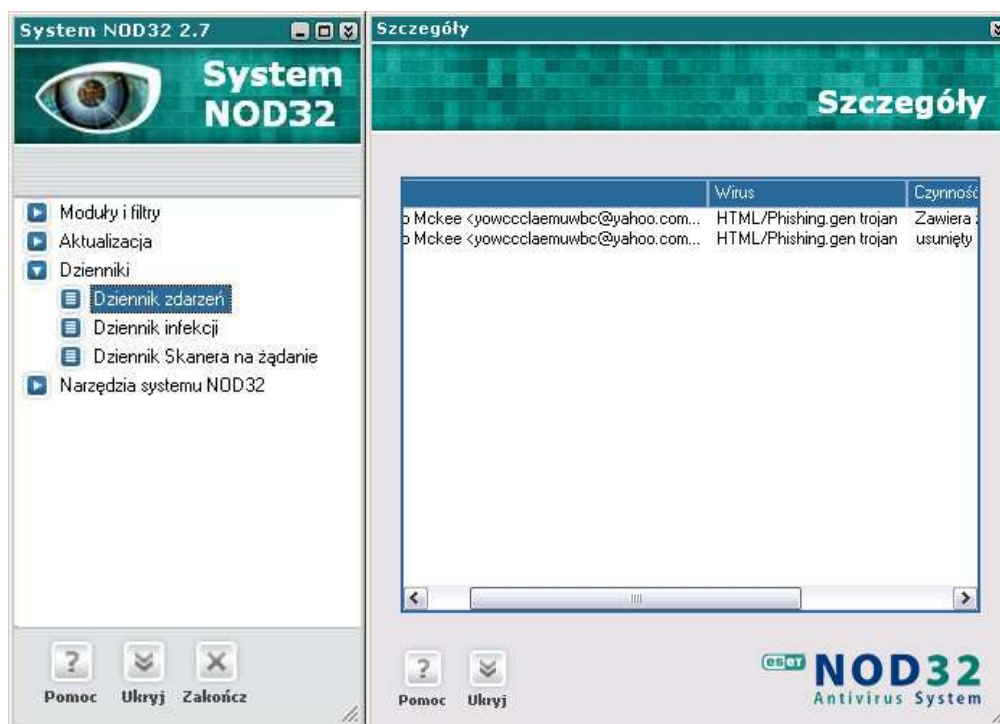 System NOD32 2.7
System
NOD32
Moduły i filtry
Aktualizacja
Dzienniki
Dziennik zdarzeń
Dziennik infekcji
Dziennik Skanera na żądanie
Narzędzia systemu NOD32
Pomoc Ukryj Zakończ
Szczegóły
Szczegóły
Wirus Czynność
o Mckee <yowccclaemuwbc@yahoo.com... HTML/Phishing.gen trojan Zawiera
o Mckee <yowccclaemuwbc@yahoo.com... HTML/Phishing.gen trojan usunięty
Pomoc Ukryj
eseT NOD32
Antivirus System